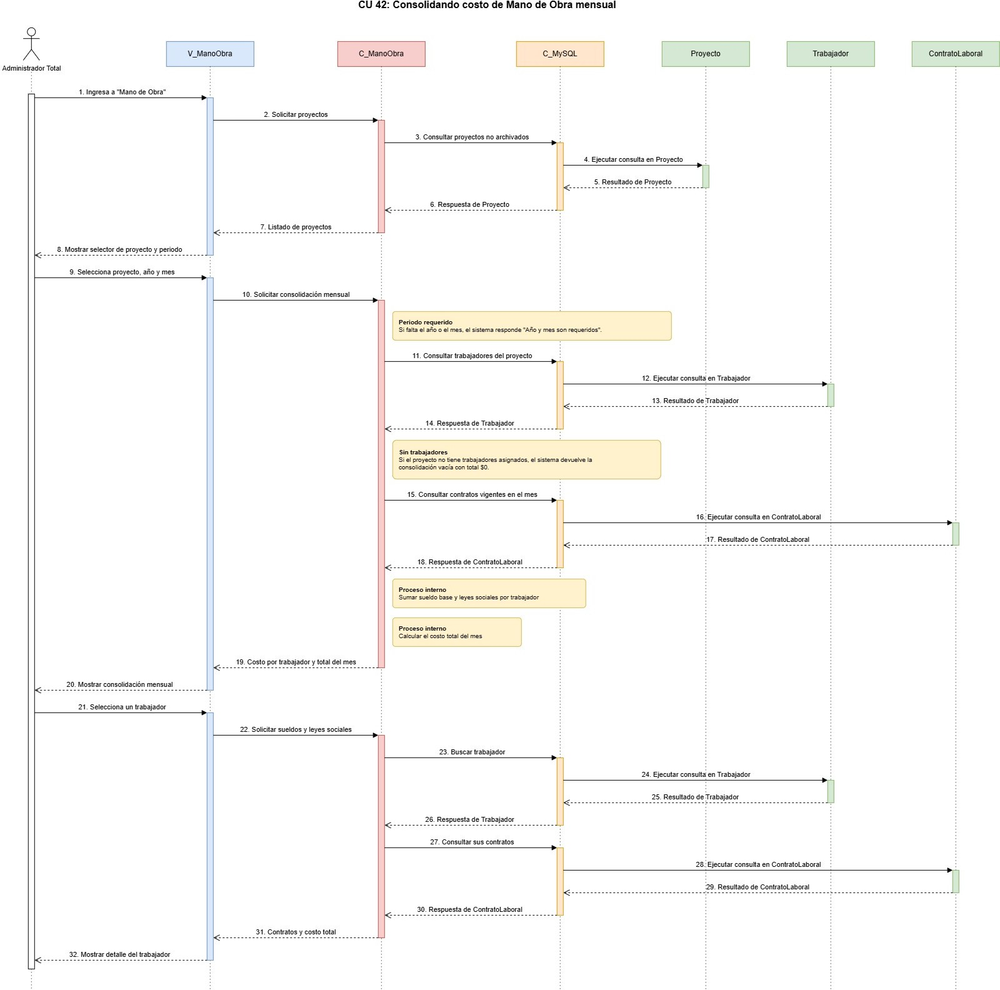 CU 42: Consolidando costo de Mano de Obra mensual
Administrador Total
V_ManoObra
C_ManoObra
C_MySQL
Proyecto
Trabajador
ContratoLaboral
1. Ingresa a "Mano de Obra"
2. Solicitar proyectos
3. Consultar proyectos no archivados
4. Ejecutar consulta en Proyecto
5. Resultado de Proyecto
6. Respuesta de Proyecto
7. Listado de proyectos
8. Mostrar selector de proyecto y periodo
9. Selecciona proyecto, año y mes
10. Solicitar consolidación mensual
Periodo requerido
Si falta el año o el mes, el sistema responde "Año y mes son requeridos".
11. Consultar trabajadores del proyecto
12. Ejecutar consulta en Trabajador
13. Resultado de Trabajador
14. Respuesta de Trabajador
Sin trabajadores
Si el proyecto no tiene trabajadores asignados, el sistema devuelve la
consolidación vacía con total $0.
15. Consultar contratos vigentes en el mes
16. Ejecutar consulta en ContratoLaboral
17. Resultado de ContratoLaboral
18. Respuesta de ContratoLaboral
Proceso interno
Sumar sueldo base y leyes sociales por trabajador
Proceso interno
Calcular el costo total del mes
19. Costo por trabajador y total del mes
20. Mostrar consolidación mensual
21. Selecciona un trabajador
22. Solicitar sueldos y leyes sociales
23. Buscar trabajador
24. Ejecutar consulta en Trabajador
25. Resultado de Trabajador
26. Respuesta de Trabajador
27. Consultar sus contratos
28. Ejecutar consulta en ContratoLaboral
29. Resultado de ContratoLaboral
30. Respuesta de ContratoLaboral
31. Contratos y costo total
32. Mostrar detalle del trabajador